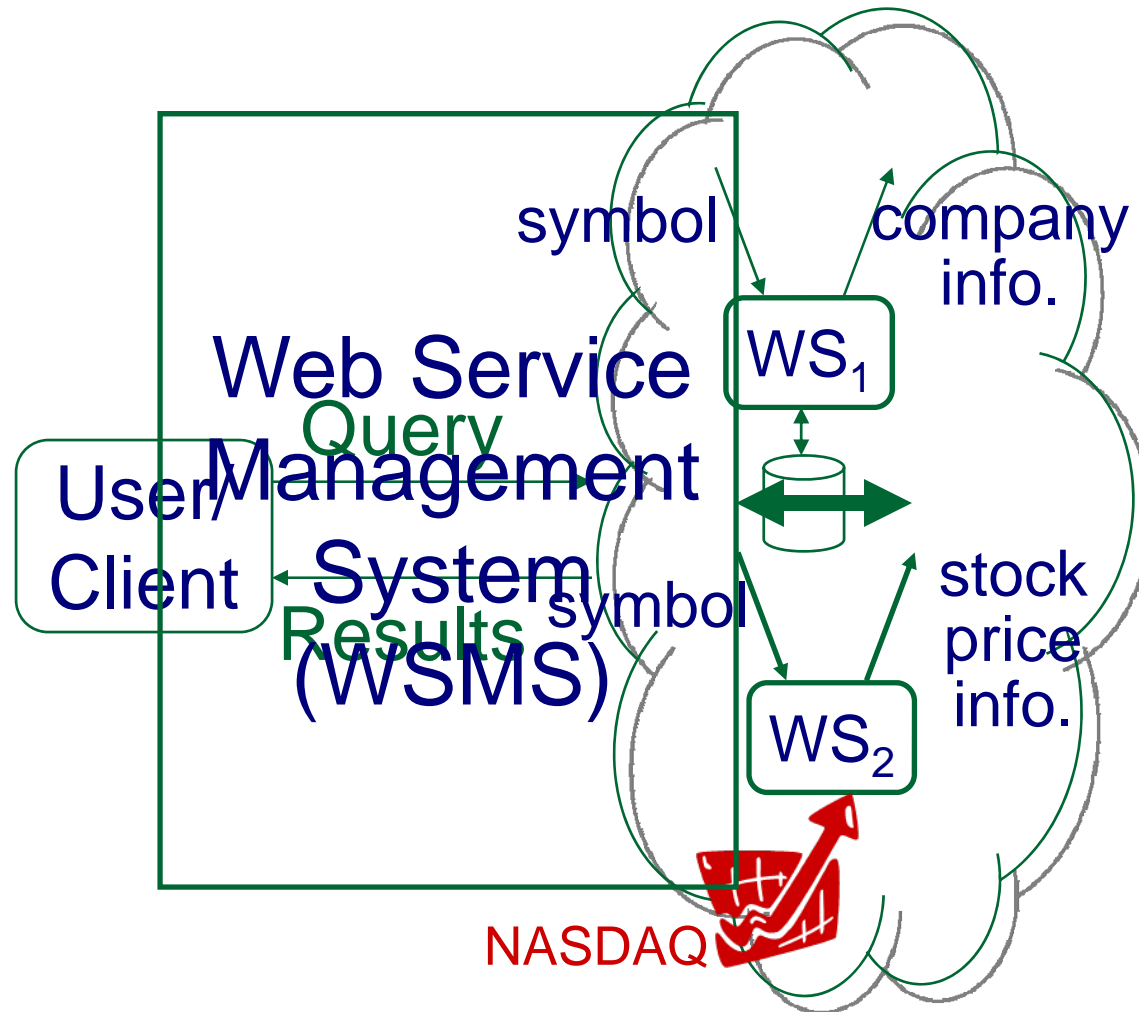 symbol
company
info.
WS1
Web Service
Query
Management
User/
Client
System
symbol
Results
(WSMS)
stock
price
info.
WS2
NASDAQ